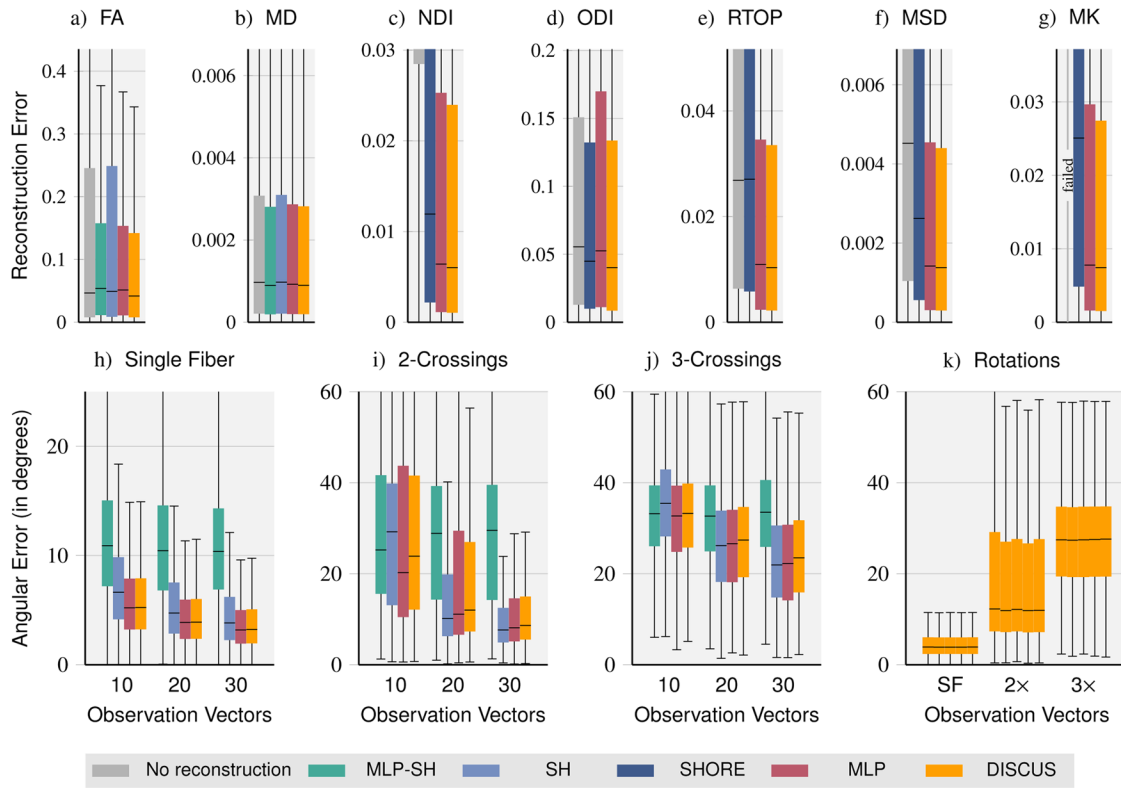 a) FA
b) MD
c) NDI
d) ODI
e) RTOP
f) MSD
g) MK
Reconstruction Error
0.4
0.3
0.2
0.1
0
0.006
0.004
0.002
0
0.03
0.02
0.01
0
0.2
0.15
0.1
0.05
0
0.04
0.02
0
0.006
0.004
0.002
0
0.03
0.02
0.01
0
failed
h) Single Fiber
i) 2-Crossings
j) 3-Crossings
k) Rotations
Angular Error (in degrees)
20
10
0
10 20 30
Observation Vectors
60
40
20
0
10 20 30
Observation Vectors
60
40
20
0
10 20 30
Observation Vectors
60
40
20
0
SF 2× 3×
Observation Vectors
No reconstruction MLP-SH SH SHORE MLP DISCUS